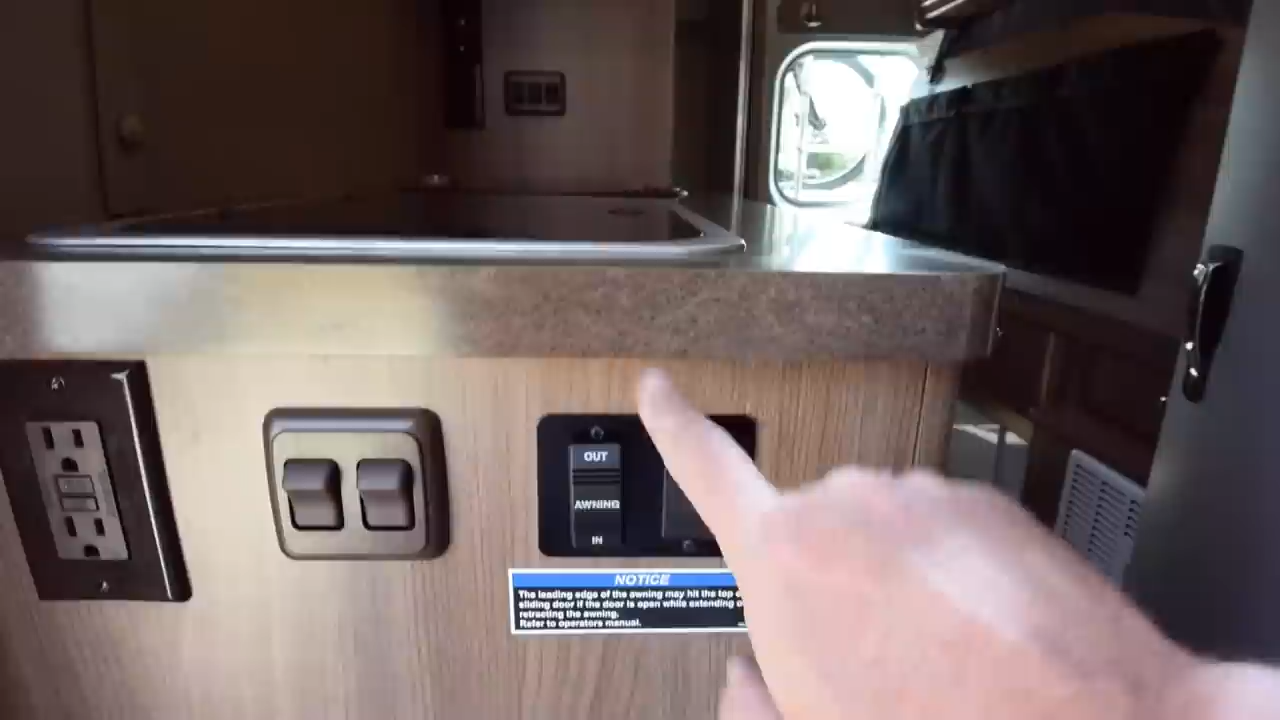 OUT
AWNING
IN
NOTICE
The leading edge of the awning may hit the top
sliding door if the door is open while extending
retracting the awning.
Refer to operators manual.